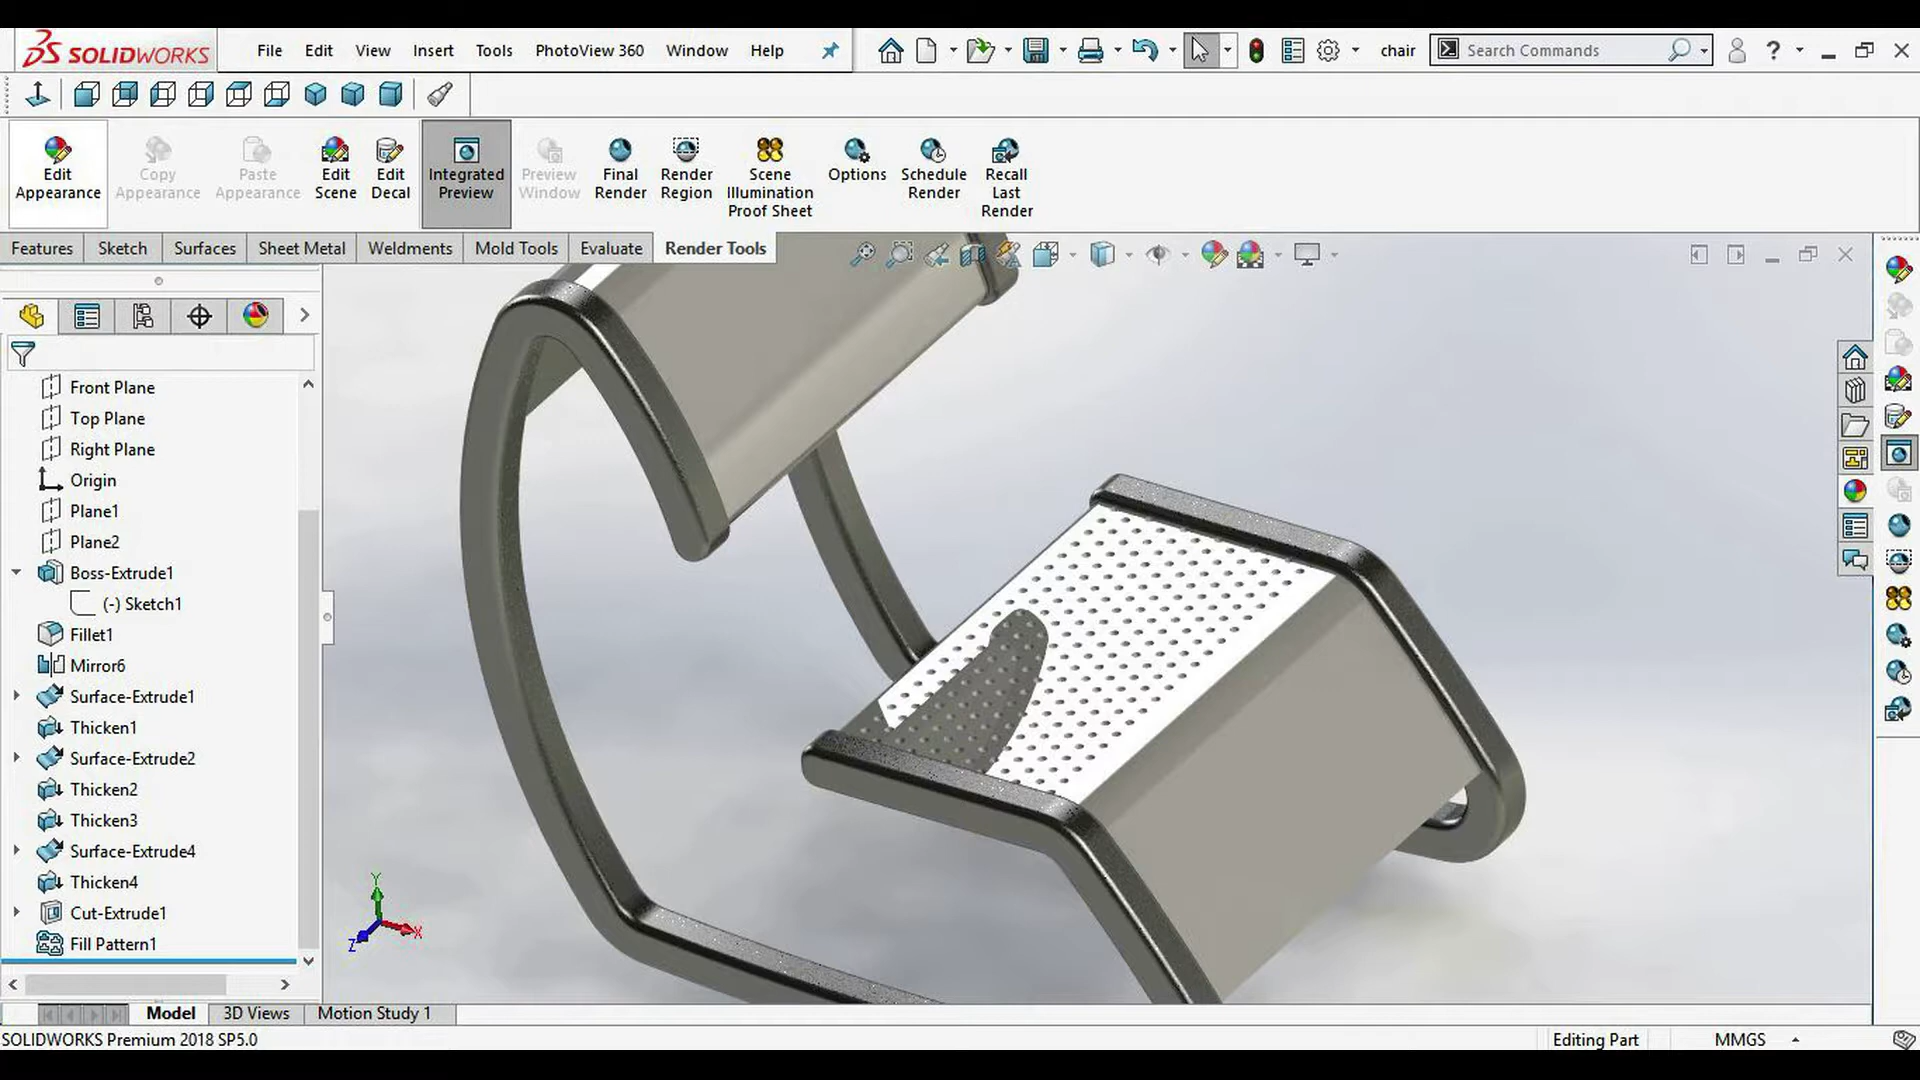 SOLIDWORKS File Edit View Insert Tools PhotoView 360 Window Help chair Search Commands ?
Edit Appearance
Copy Appearance
Paste Appearance
Edit Scene
Edit Decal
Integrated Preview
Preview Window
Final Render
Render Region
Scene Illumination Proof Sheet
Options
Schedule Render
Recall Last Render
Features Sketch Surfaces Sheet Metal Weldments Mold Tools Evaluate Render Tools
Front Plane
Top Plane
Right Plane
Origin
Plane1
Plane2
Boss-Extrude1
(-) Sketch1
Fillet1
Mirror6
Surface-Extrude1
Thicken1
Surface-Extrude2
Thicken2
Thicken3
Surface-Extrude4
Thicken4
Cut-Extrude1
Fill Pattern1
Y
X
Z
Model 3D Views Motion Study 1
SOLIDWORKS Premium 2018 SP5.0 Editing Part MMGS